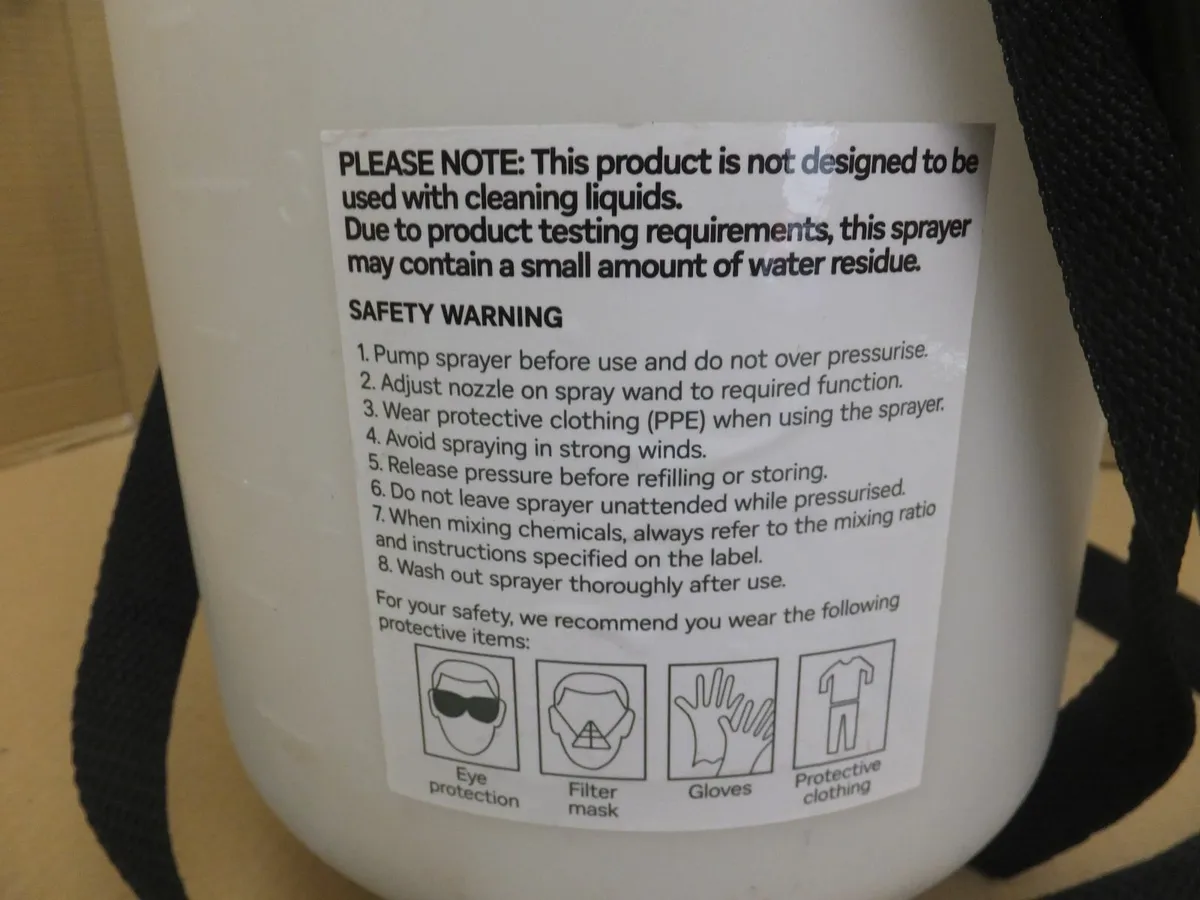 PLEASE NOTE: This product is not designed to be
used with cleaning liquids.
Due to product testing requirements, this sprayer
may contain a small amount of water residue.
SAFETY WARNING
1. Pump sprayer before use and do not over pressurise.
2. Adjust nozzle on spray wand to required function.
3. Wear protective clothing (PPE) when using the sprayer.
4. Avoid spraying in strong winds.
5. Release pressure before refilling or storing.
6. Do not leave sprayer unattended while pressurised.
7. When mixing chemicals, always refer to the mixing ratio
and instructions specified on the label.
8. Wash out sprayer thoroughly after use.
For your safety, we recommend you wear the following
protective items:
Eye
protection
Filter
mask
Gloves
Protective
clothing